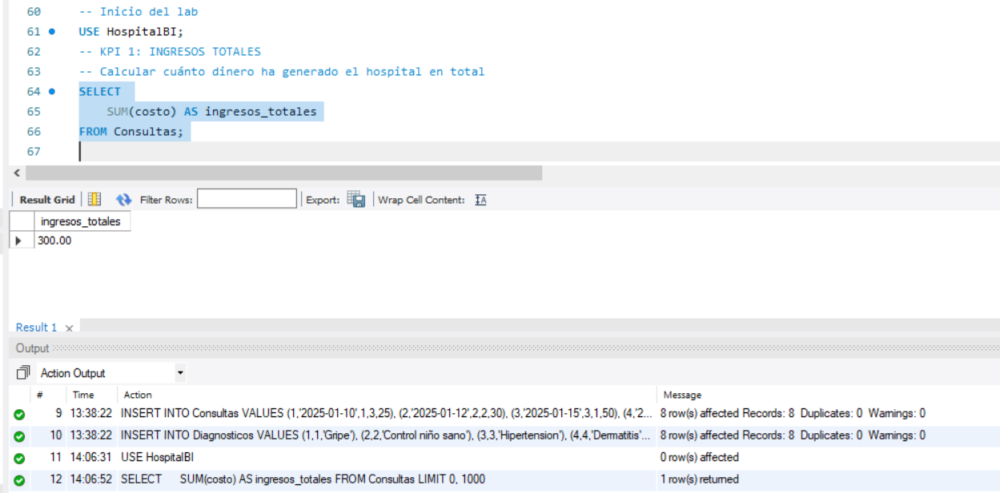 60 -- Inicio del lab
61 USE HospitalBI;
62 -- KPI 1: INGRESOS TOTALES
63 -- Calcular cuánto dinero ha generado el hospital en total
64 SELECT
65 SUM(costo) AS ingresos_totales
66 FROM Consultas;
67
Result Grid Filter Rows: Export: Wrap Cell Content: IA
ingresos_totales
300.00
Result 1 ×
Output
Action Output
# Time Action Message
9 13:38:22 INSERT INTO Consultas VALUES (1,'2025-01-10',1,3,25), (2,'2025-01-12',2,2,30), (3,'2025-01-15',3,1,50), (4,'2... 8 row(s) affected Records: 8 Duplicates: 0 Warnings: 0
10 13:38:22 INSERT INTO Diagnosticos VALUES (1,1,'Gripe'), (2,2,'Control niño sano'), (3,3,'Hipertension'), (4,4,'Dermatitis'... 8 row(s) affected Records: 8 Duplicates: 0 Warnings: 0
11 14:06:31 USE HospitalBI 0 row(s) affected
12 14:06:52 SELECT SUM(costo) AS ingresos_totales FROM Consultas LIMIT 0, 1000 1 row(s) returned